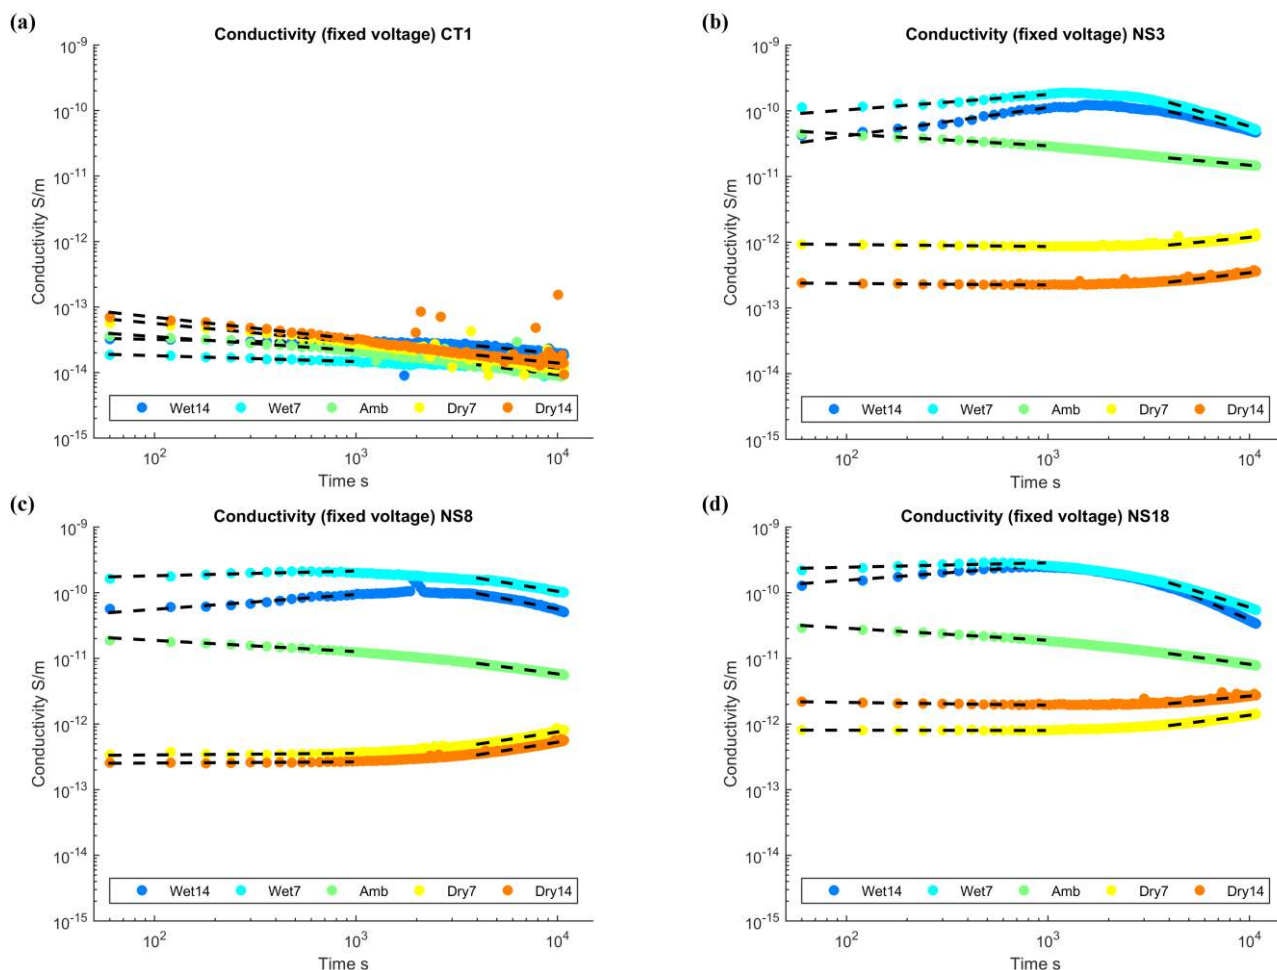 (a)
Conductivity (fixed voltage) CT1
10^-9
10^-10
10^-11
10^-12
10^-13
10^-14
10^-15
Conductivity S/m
Wet14 Wet7 Amb Dry7 Dry14
10^2 10^3 10^4
Time s
(b)
Conductivity (fixed voltage) NS3
10^-9
10^-10
10^-11
10^-12
10^-13
10^-14
10^-15
Conductivity S/m
Wet14 Wet7 Amb Dry7 Dry14
10^2 10^3 10^4
Time s
(c)
Conductivity (fixed voltage) NS8
10^-9
10^-10
10^-11
10^-12
10^-13
10^-14
10^-15
Conductivity S/m
Wet14 Wet7 Amb Dry7 Dry14
10^2 10^3 10^4
Time s
(d)
Conductivity (fixed voltage) NS18
10^-9
10^-10
10^-11
10^-12
10^-13
10^-14
10^-15
Conductivity S/m
Wet14 Wet7 Amb Dry7 Dry14
10^2 10^3 10^4
Time s